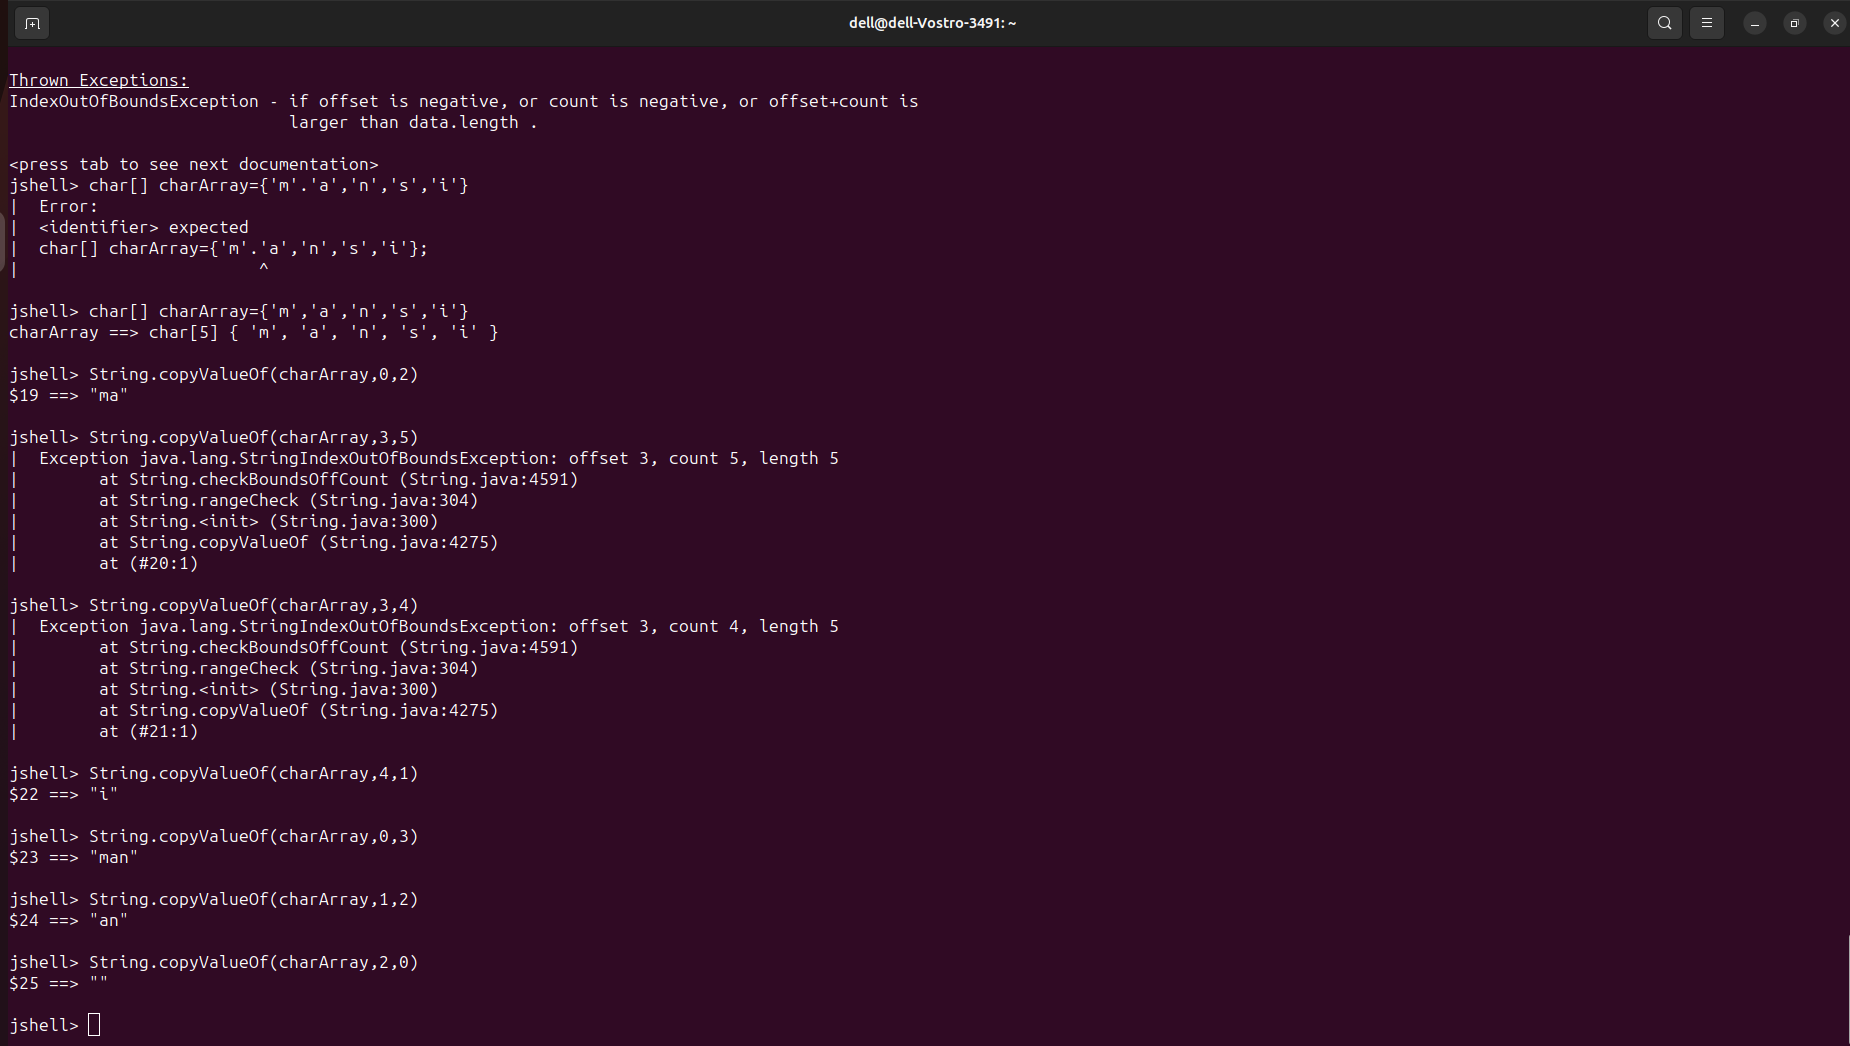 dell@dell-Vostro-3491: ~
Thrown Exceptions:
IndexOutOfBoundsException - if offset is negative, or count is negative, or offset+count is
                            larger than data.length .
<press tab to see next documentation>
jshell> char[] charArray={'m'.'a','n','s','i'}
|  Error:
|  <identifier> expected
|  char[] charArray={'m'.'a','n','s','i'};
|                        ^
jshell> char[] charArray={'m','a','n','s','i'}
charArray ==> char[5] { 'm', 'a', 'n', 's', 'i' }
jshell> String.copyValueOf(charArray,0,2)
$19 ==> "ma"
jshell> String.copyValueOf(charArray,3,5)
|  Exception java.lang.StringIndexOutOfBoundsException: offset 3, count 5, length 5
|        at String.checkBoundsOffCount (String.java:4591)
|        at String.rangeCheck (String.java:304)
|        at String.<init> (String.java:300)
|        at String.copyValueOf (String.java:4275)
|        at (#20:1)
jshell> String.copyValueOf(charArray,3,4)
|  Exception java.lang.StringIndexOutOfBoundsException: offset 3, count 4, length 5
|        at String.checkBoundsOffCount (String.java:4591)
|        at String.rangeCheck (String.java:304)
|        at String.<init> (String.java:300)
|        at String.copyValueOf (String.java:4275)
|        at (#21:1)
jshell> String.copyValueOf(charArray,4,1)
$22 ==> "i"
jshell> String.copyValueOf(charArray,0,3)
$23 ==> "man"
jshell> String.copyValueOf(charArray,1,2)
$24 ==> "an"
jshell> String.copyValueOf(charArray,2,0)
$25 ==> ""
jshell>